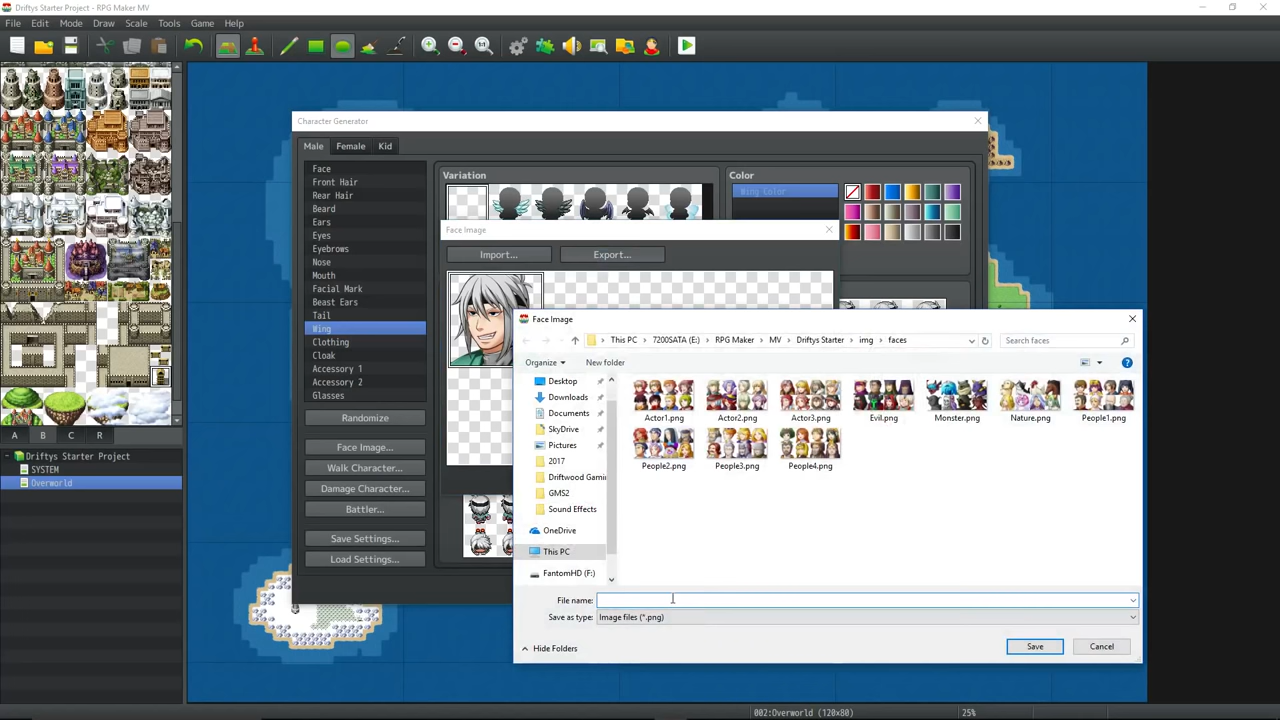 Driftys Starter Project - RPG Maker MV
File Edit Mode Draw Scale Tools Game Help
Character Generator
Male Female Kid
Face
Front Hair
Rear Hair
Beard
Ears
Eyes
Eyebrows
Nose
Mouth
Facial Mark
Beast Ears
Tail
Wing
Clothing
Cloak
Accessory 1
Accessory 2
Glasses
Randomize
Face Image...
Walk Character...
Damage Character...
Battler...
Save Settings...
Load Settings...
Variation
Color
Wing Color
Face Image
Import... Export...
Face Image
This PC 7200SATA (E:) RPG Maker MV Driftys Starter img faces
Search faces
Organize New folder
Desktop
Downloads
Documents
SkyDrive
Pictures
2017
Driftwood Gami
GMS2
Sound Effects
OneDrive
This PC
FantomHD (F:)
Actor1.png Actor2.png Actor3.png Evil.png Monster.png Nature.png People1.png
People2.png People3.png People4.png
File name:
Save as type: Image files (*.png)
Hide Folders
Save Cancel
A B C R
Driftys Starter Project
SYSTEM
Overworld
002:Overworld (120x80) 25%